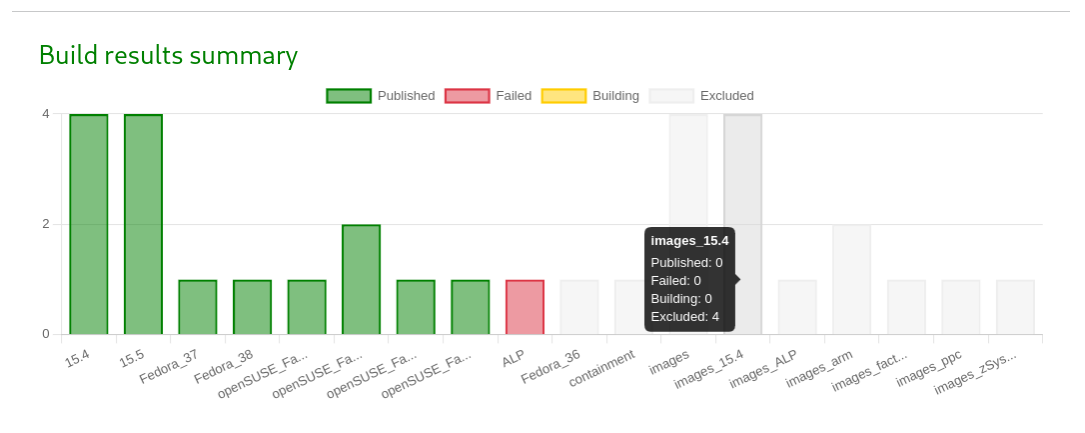 Build results summary
Published Failed Building Excluded
4
2
0
images_15.4
Published: 0
Failed: 0
Building: 0
Excluded: 4
15.4 15.5 Fedora_37 Fedora_38 openSUSE_Fa... openSUSE_Fa... openSUSE_Fa... openSUSE_Fa... ALP Fedora_36 containment images images_15.4 images_ALP images_arm images_fact... images_ppc images_zSys...